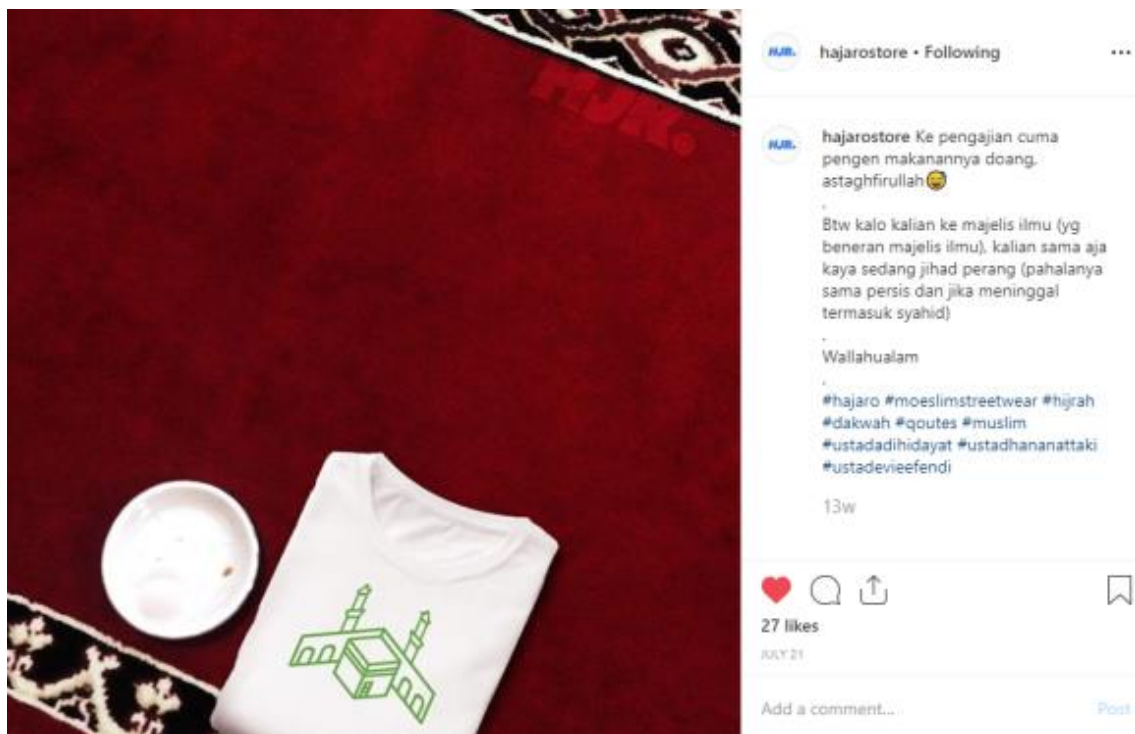 HJR.
HJR.
hajarostore • Following
HJR.
hajarostore Ke pengajian cuma
pengen makanannya doang,
astaghfirullah😅
.
Btw kalo kalian ke majelis ilmu (yg
beneran majelis ilmu), kalian sama aja
kaya sedang jihad perang (pahalanya
sama persis dan jika meninggal
termasuk syahid)
.
Wallahualam
.
#hajaro #moeslimstreetwear #hijrah
#dakwah #qoutes #muslim
#ustadadihidayat #ustadhananattaki
#ustadevieefendi
13w
27 likes
JULY 21
Add a comment...
Post